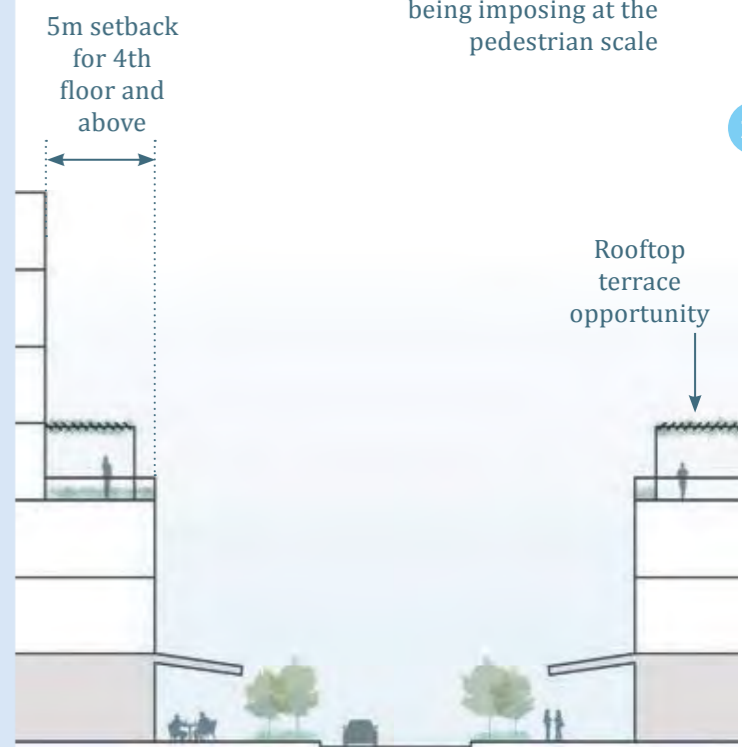 being imposing at the
pedestrian scale
5m setback
for 4th
floor and
above
Rooftop
terrace
opportunity